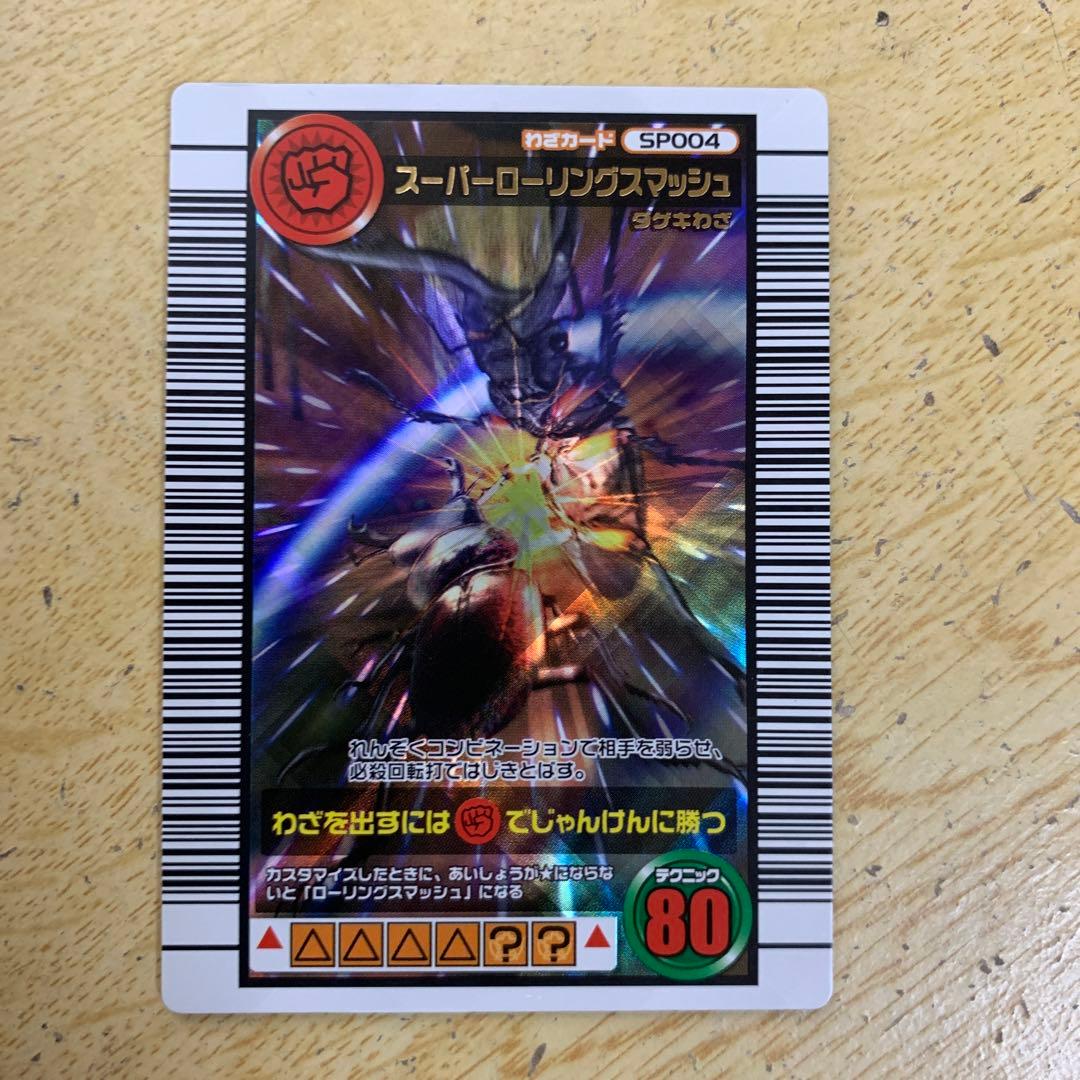 わざカード SP004
スーパーローリングスマッシュ
ダゲキわざ
れんぞくコンビネーションで相手を弱らせ、
必殺回転打ではじきとばす。
わざを出すには でじゃんけんに勝つ
カスタマイズしたときに、あいしょうが★にならな
いと「ローリングスマッシュ」になる
テクニック
80
? ?